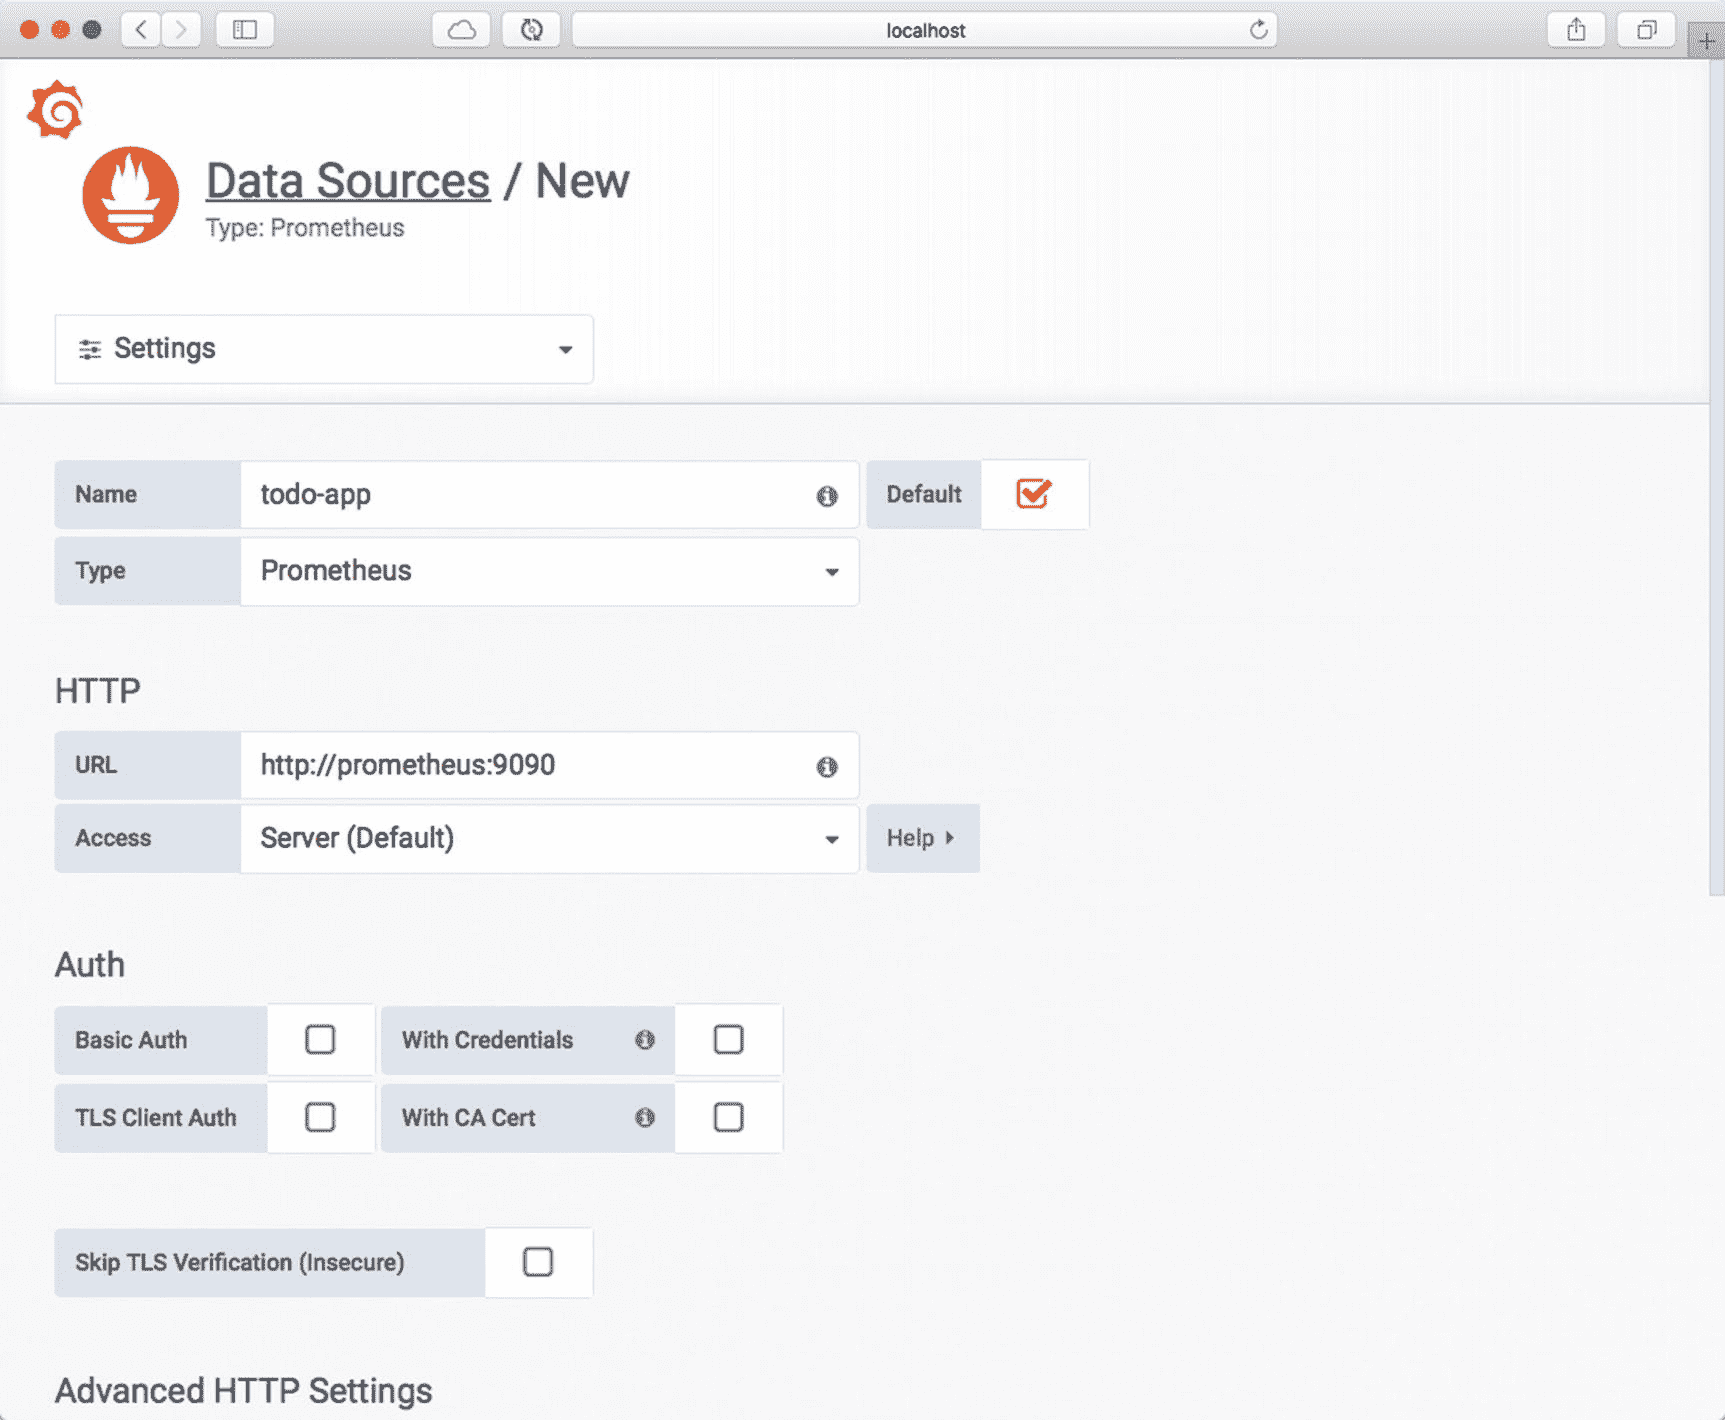 localhost
Data Sources / New
Type: Prometheus
Settings
Name todo-app Default
Type Prometheus
HTTP
URL http://prometheus:9090
Access Server (Default) Help
Auth
Basic Auth With Credentials
TLS Client Auth With CA Cert
Skip TLS Verification (Insecure)
Advanced HTTP Settings